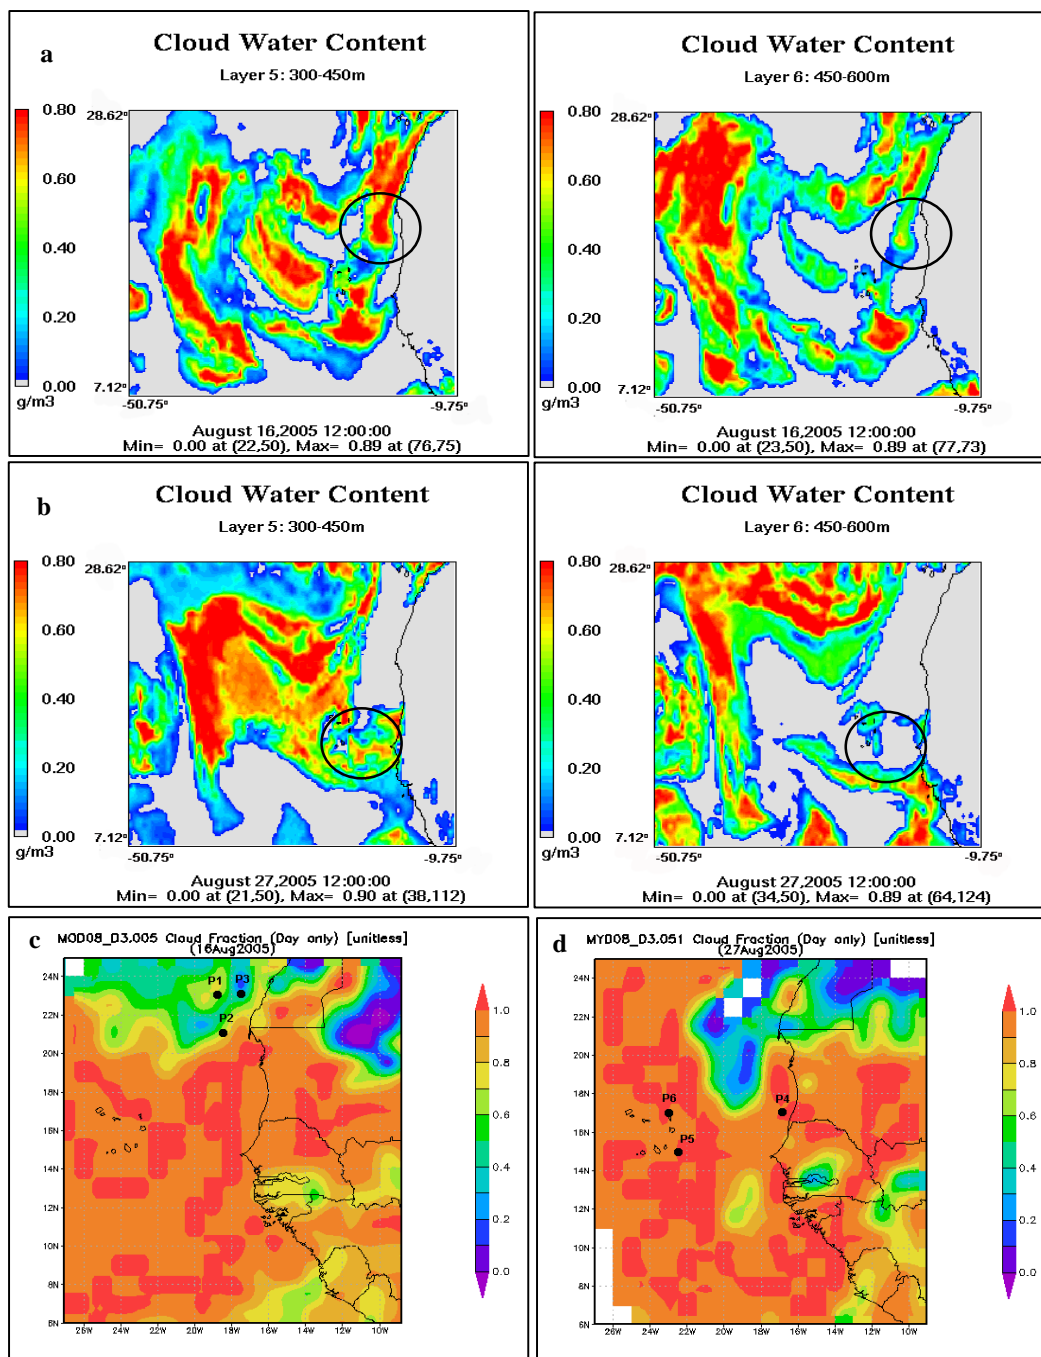 a
Cloud Water Content
Layer 5: 300-450m
0.80
0.60
0.40
0.20
0.00
g/m3
28.62°
7.12°
-50.75°
-9.75°
August 16,2005 12:00:00
Min= 0.00 at (22,50), Max= 0.89 at (76,75)
Cloud Water Content
Layer 6: 450-600m
0.80
0.60
0.40
0.20
0.00
g/m3
28.62°
7.12°
-50.75°
-9.75°
August 16,2005 12:00:00
Min= 0.00 at (23,50), Max= 0.89 at (77,73)
b
Cloud Water Content
Layer 5: 300-450m
0.80
0.60
0.40
0.20
0.00
g/m3
28.62°
7.12°
-50.75°
-9.75°
August 27,2005 12:00:00
Min= 0.00 at (21,50), Max= 0.90 at (38,112)
Cloud Water Content
Layer 6: 450-600m
0.80
0.60
0.40
0.20
0.00
g/m3
28.62°
7.12°
-50.75°
-9.75°
August 27,2005 12:00:00
Min= 0.00 at (34,50), Max= 0.89 at (64,124)
c
MOD08_D3.005 Cloud Fraction (Day only) [unitless]
(16Aug2005)
24N
22N
20N
18N
16N
14N
12N
10N
8N
6N
26W 24W 22W 20W 18W 16W 14W 12W 10W
P1
P3
P2
1.0
0.8
0.6
0.4
0.2
0.0
d
MYD08_D3.051 Cloud Fraction (Day only) [unitless]
(27Aug2005)
24N
22N
20N
18N
16N
14N
12N
10N
8N
6N
26W 24W 22W 20W 18W 16W 14W 12W 10W
P4
P6
P5
1.0
0.8
0.6
0.4
0.2
0.0